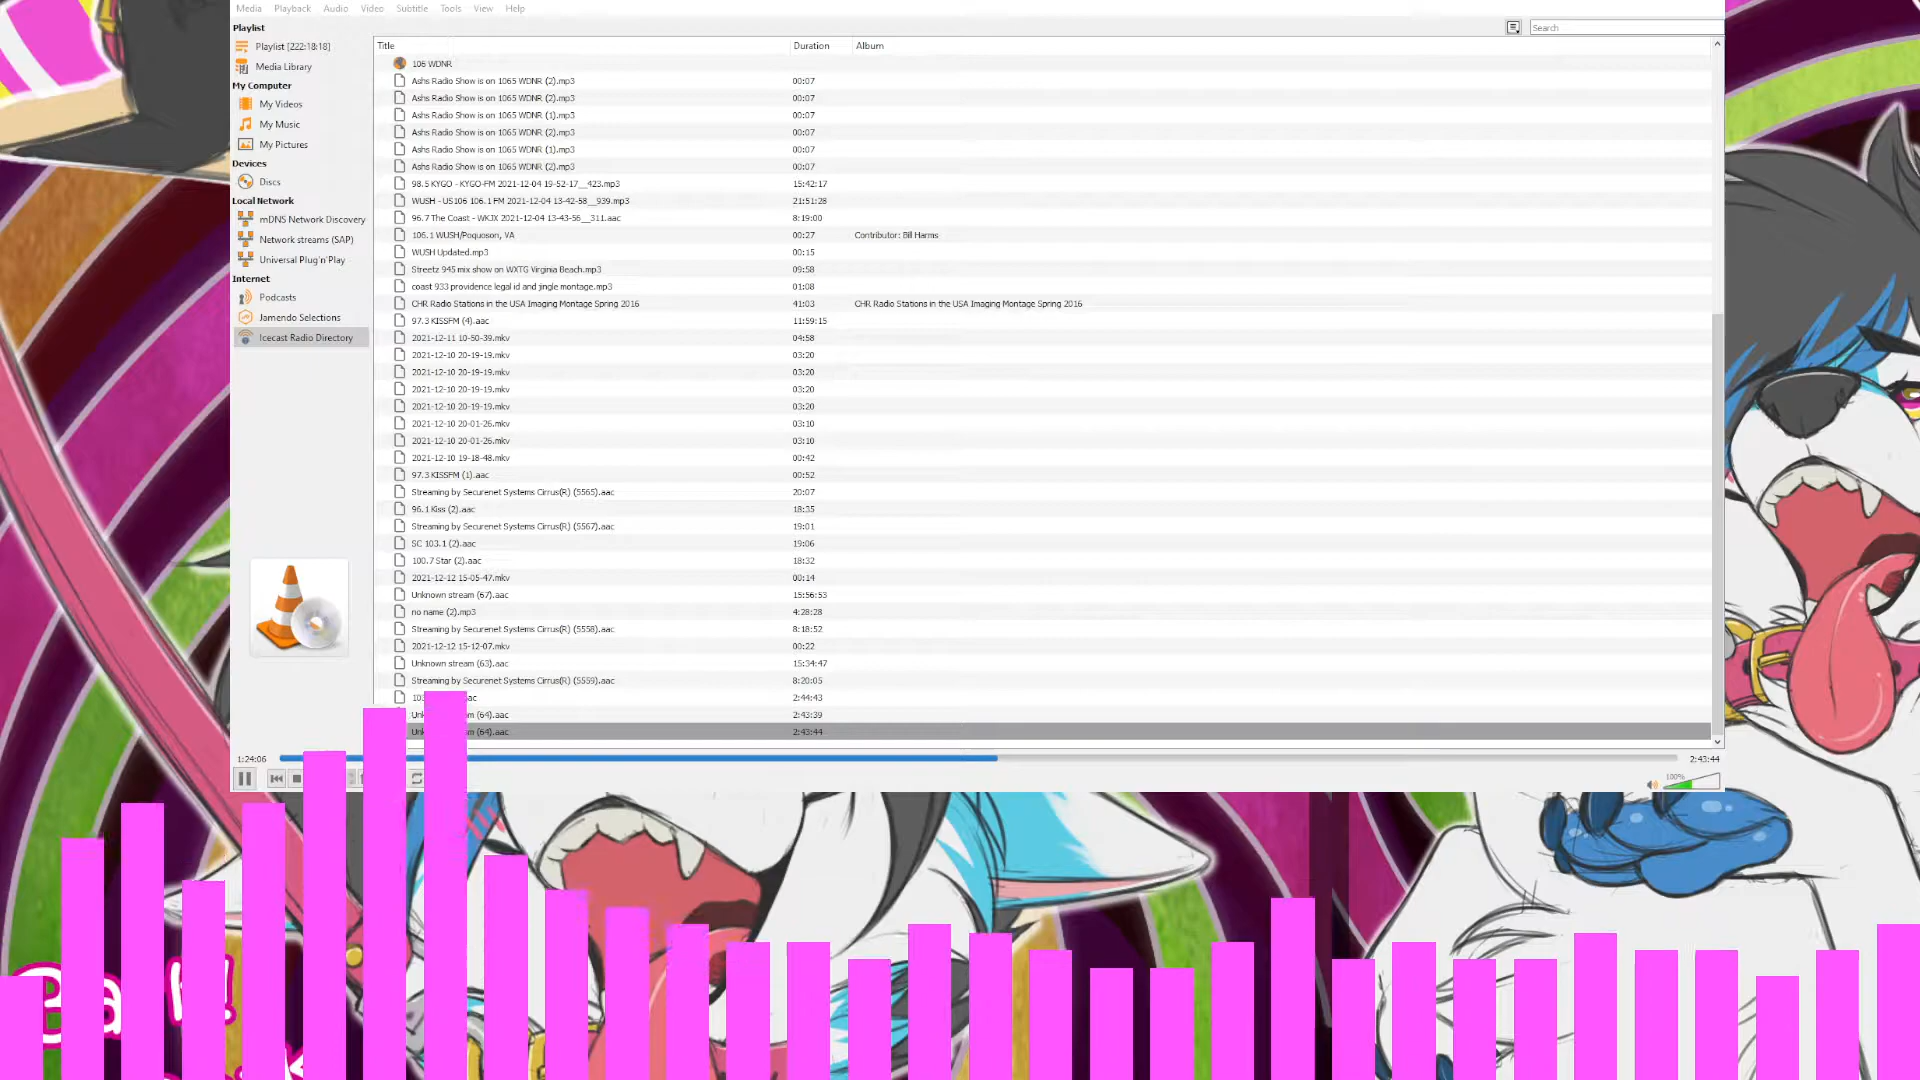 Media Playback Audio Video Subtitle Tools View Help
Search
Playlist
Playlist [222:18:18]
Media Library
My Computer
My Videos
My Music
My Pictures
Devices
Discs
Local Network
mDNS Network Discovery
Network streams (SAP)
Universal Plug'n'Play
Internet
Podcasts
Jamendo Selections
Icecast Radio Directory
Title Duration Album
106 WDNR
Ashs Radio Show is on 1065 WDNR (2).mp3 00:07
Ashs Radio Show is on 1065 WDNR (2).mp3 00:07
Ashs Radio Show is on 1065 WDNR (1).mp3 00:07
Ashs Radio Show is on 1065 WDNR (2).mp3 00:07
Ashs Radio Show is on 1065 WDNR (1).mp3 00:07
Ashs Radio Show is on 1065 WDNR (2).mp3 00:07
98.5 KYGO - KYGO-FM 2021-12-04 19-52-17__423.mp3 15:42:17
WUSH - US106 106.1 FM 2021-12-04 13-42-58__939.mp3 21:51:28
96.7 The Coast - WKJX 2021-12-04 13-43-56__311.aac 8:19:00
106.1 WUSH/Poquoson, VA 00:27 Contributor: Bill Harms
WUSH Updated.mp3 00:15
Streetz 945 mix show on WXTG Virginia Beach.mp3 09:58
coast 933 providence legal id and jingle montage.mp3 01:08
CHR Radio Stations in the USA Imaging Montage Spring 2016 41:03 CHR Radio Stations in the USA Imaging Montage Spring 2016
97.3 KISSFM (4).aac 11:59:15
2021-12-11 10-50-39.mkv 04:58
2021-12-10 20-19-19.mkv 03:20
2021-12-10 20-19-19.mkv 03:20
2021-12-10 20-19-19.mkv 03:20
2021-12-10 20-19-19.mkv 03:20
2021-12-10 20-01-26.mkv 03:10
2021-12-10 20-01-26.mkv 03:10
2021-12-10 19-18-48.mkv 00:42
97.3 KISSFM (1).aac 00:52
Streaming by Securenet Systems Cirrus(R) (5565).aac 20:07
96.1 Kiss (2).aac 18:35
Streaming by Securenet Systems Cirrus(R) (5567).aac 19:01
SC 103.1 (2).aac 19:06
100.7 Star (2).aac 18:32
2021-12-12 15-05-47.mkv 00:14
Unknown stream (67).aac 15:56:53
no name (2).mp3 4:28:28
Streaming by Securenet Systems Cirrus(R) (5558).aac 8:18:52
2021-12-12 15-12-07.mkv 00:22
Unknown stream (63).aac 15:34:47
Streaming by Securenet Systems Cirrus(R) (5559).aac 8:20:05
10 ac 2:44:43
Un m (64).aac 2:43:39
Un m (64).aac 2:43:44
1:24:06 2:43:44
100%